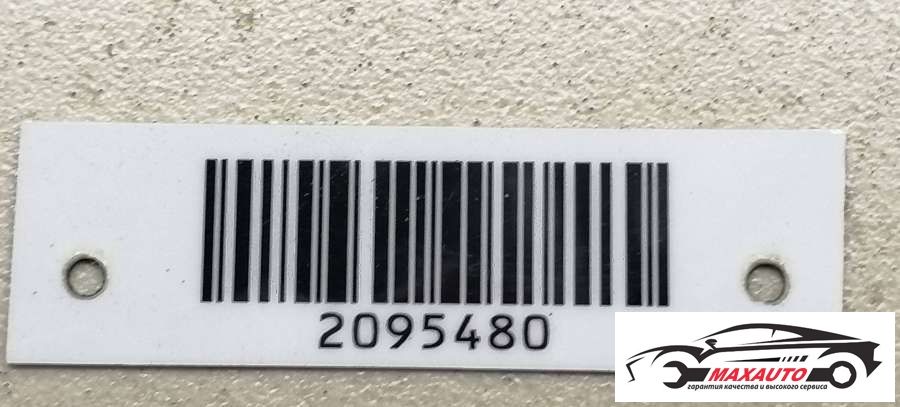 2095480
MAXAUTO
гарантия качества и высокого сервиса